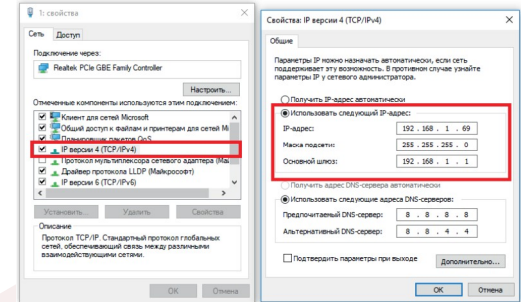 1: свойства
Сеть
Доступ
Подключение через:
Realtek PCIe GBE Family Controller
Настроить...
Отмеченные компоненты используются этим подключением:
Клиент для сетей Microsoft
Общий доступ к файлам и принтерам для сетей Mi
Планировщик пакетов QoS
IP версии 4 (TCP/IPv4)
Протокол мультиплексора сетевого адаптера (Ma
Драйвер протокола LLDP (Майкрософт)
IP версии 6 (TCP/IPv6)
Установить...
Удалить
Свойства
Описание
Протокол TCP/IP. Стандартный протокол глобальных
сетей, обеспечивающий связь между различными
взаимодействующими сетями.
ОК
Отмена
Свойства: IP версии 4 (TCP/IPv4)
Общие
Параметры IP можно назначать автоматически, если сеть
поддерживает эту возможность. В противном случае узнайте
параметры IP у сетевого администратора.
Получить IP-адрес автоматически
Использовать следующий IP-адрес:
IP-адрес:
192 . 168 . 1 . 69
Маска подсети:
255 . 255 . 255 . 0
Основной шлюз:
192 . 168 . 1 . 1
Получить адрес DNS-сервера автоматически
Использовать следующие адреса DNS-серверов:
Предпочитаемый DNS-сервер:
8 . 8 . 8 . 8
Альтернативный DNS-сервер:
8 . 8 . 4 . 4
Подтвердить параметры при выходе
Дополнительно...
ОК
Отмена